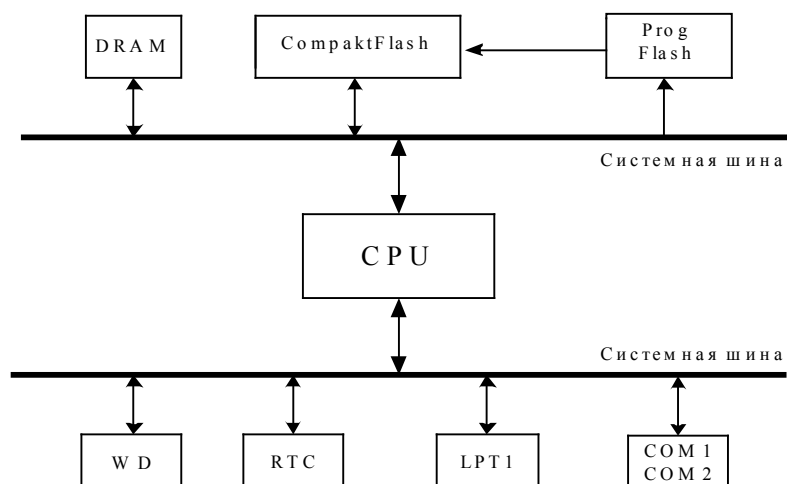 DRAM
CompaktFlash
Prog
Flash
Системная шина
CPU
Системная шина
WD
RTC
LPT1
COM1
COM2